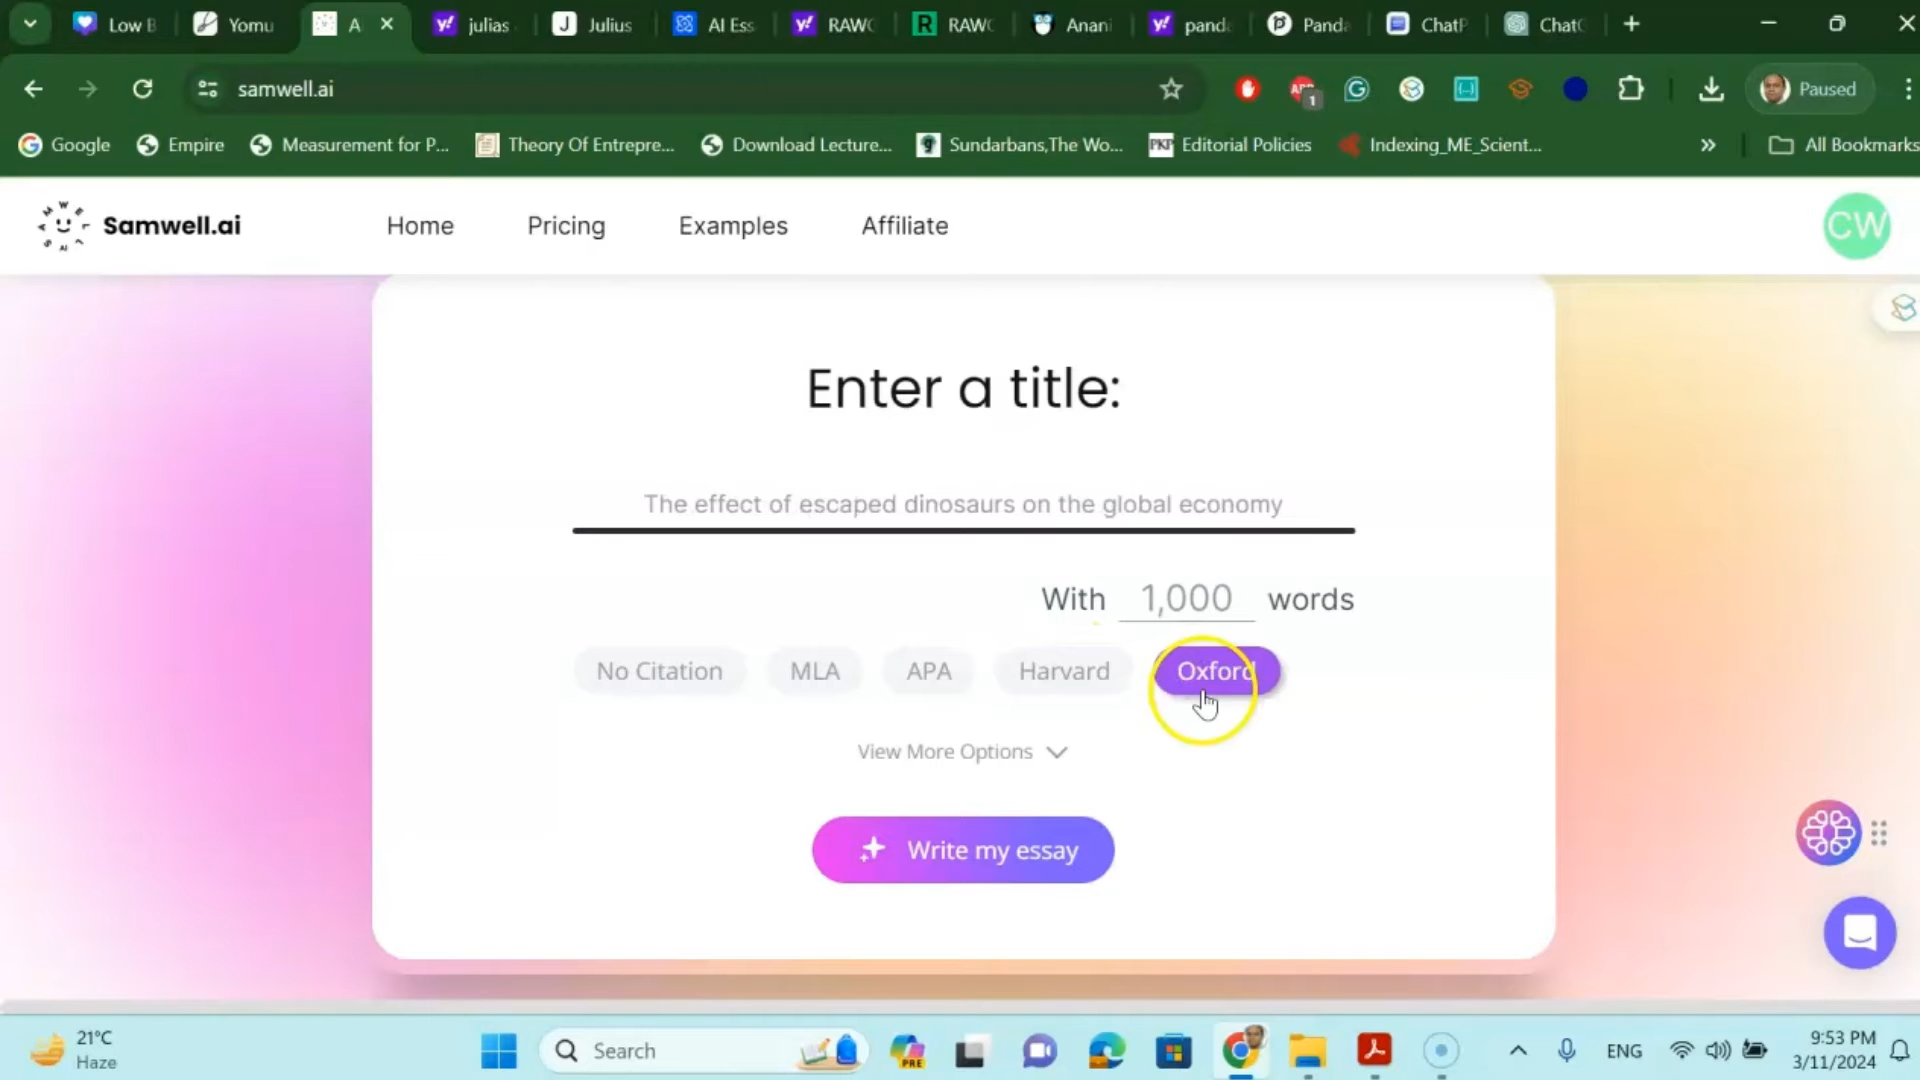 Low B
Yomu
A
julias
Julius
AI Ess
RAWC
RAWC
Anani
panda
Panda
ChatP
ChatG
samwell.ai
1
Paused
Google
Empire
Measurement for P...
Theory Of Entrepre...
Download Lecture...
Sundarbans,The Wo...
PKP
Editorial Policies
Indexing_ME_Scient...
All Bookmarks
Samwell.ai
Home
Pricing
Examples
Affiliate
CW
Enter a title:
The effect of escaped dinosaurs on the global economy
With 1,000 words
No Citation
MLA
APA
Harvard
Oxford
View More Options
Write my essay
21°C
Haze
Search
PRE
ENG
9:53 PM
3/11/2024